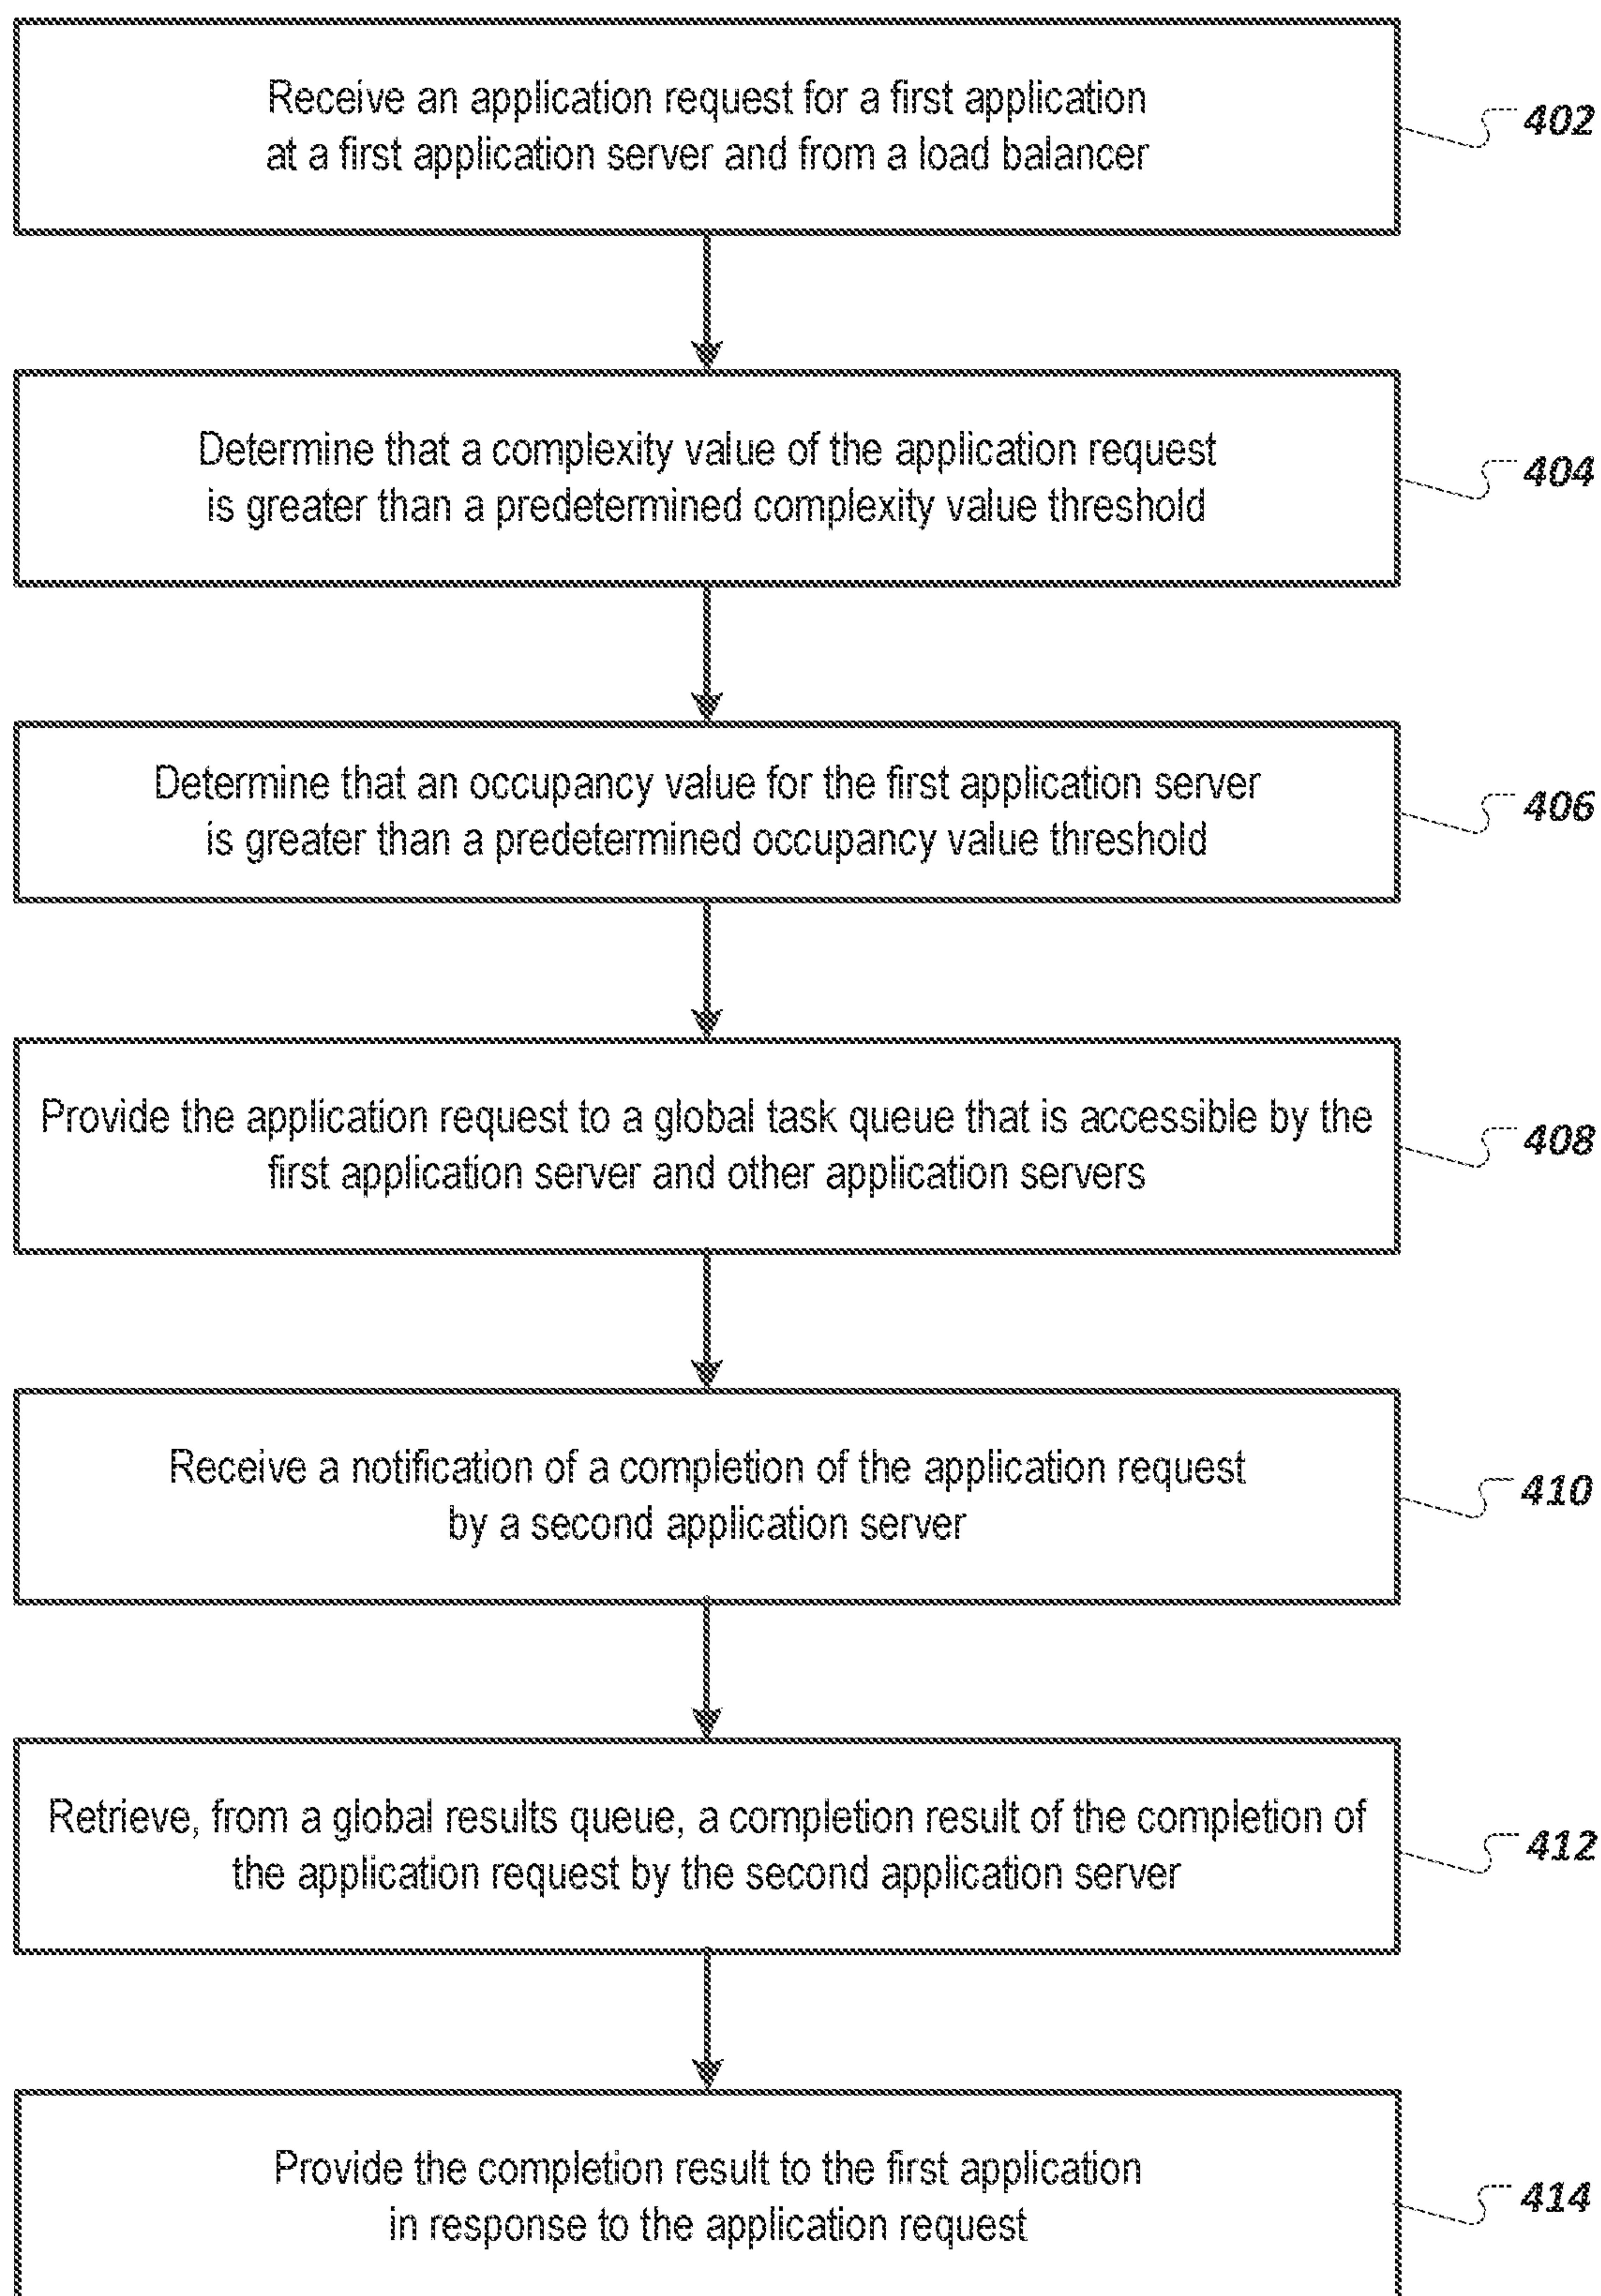 Receive an application request for a first application
at a first application server and from a load balancer
402
Determine that a complexity value of the application request
is greater than a predetermined complexity value threshold
404
Determine that an occupancy value for the first application server
is greater than a predetermined occupancy value threshold
406
Provide the application request to a global task queue that is accessible by the
first application server and other application servers
408
Receive a notification of a completion of the application request
by a second application server
410
Retrieve, from a global results queue, a completion result of the completion of
the application request by the second application server
412
Provide the completion result to the first application
in response to the application request
414